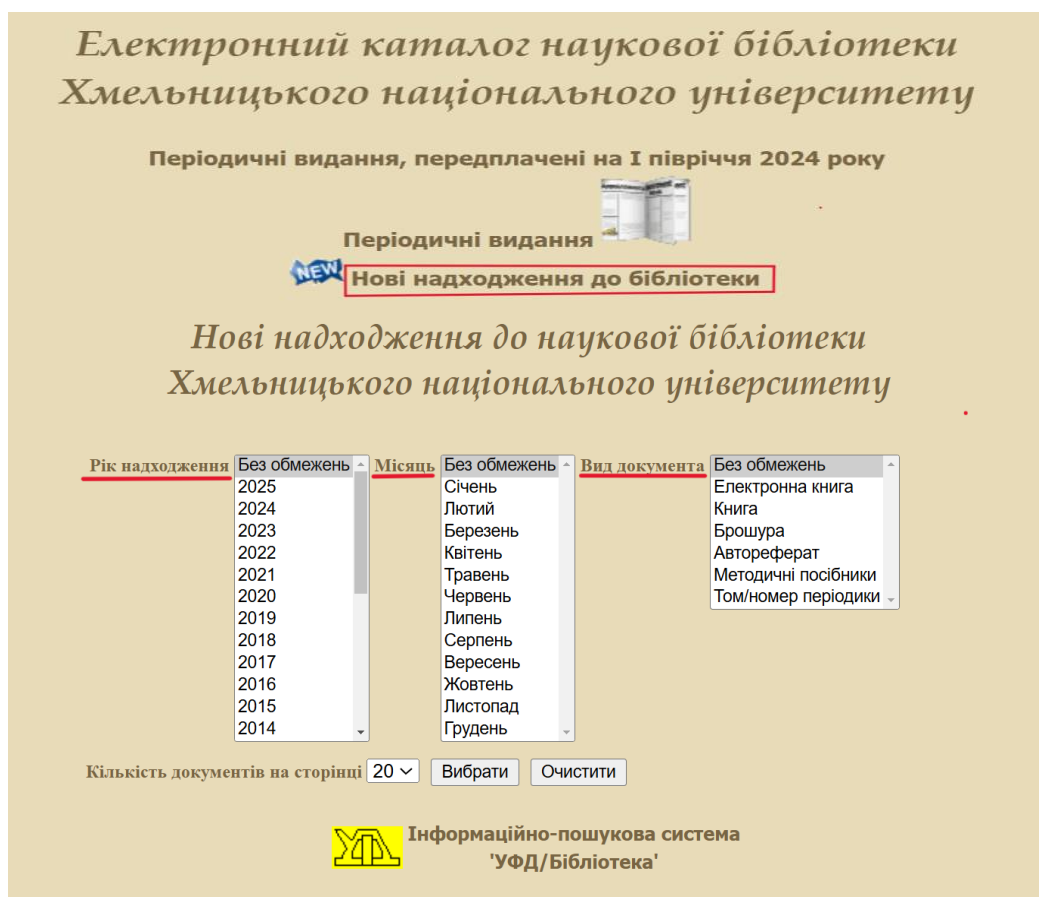 Електронний каталог наукової бібліотеки
Хмельницького національного університету
Періодичні видання, передплачені на І півріччя 2024 року
Періодичні видання
NEW Нові надходження до бібліотеки
Нові надходження до наукової бібліотеки
Хмельницького національного університету
Рік надходження Без обмежень Місяць Без обмежень Вид документа Без обмежень
2025 Січень Електронна книга
2024 Лютий Книга
2023 Березень Брошура
2022 Квітень Автореферат
2021 Травень Методичні посібники
2020 Червень Том/номер періодики
2019 Липень
2018 Серпень
2017 Вересень
2016 Жовтень
2015 Листопад
2014 Грудень
Кількість документів на сторінці 20 Вибрати Очистити
УФД Інформаційно-пошукова система
'УФД/Бібліотека'